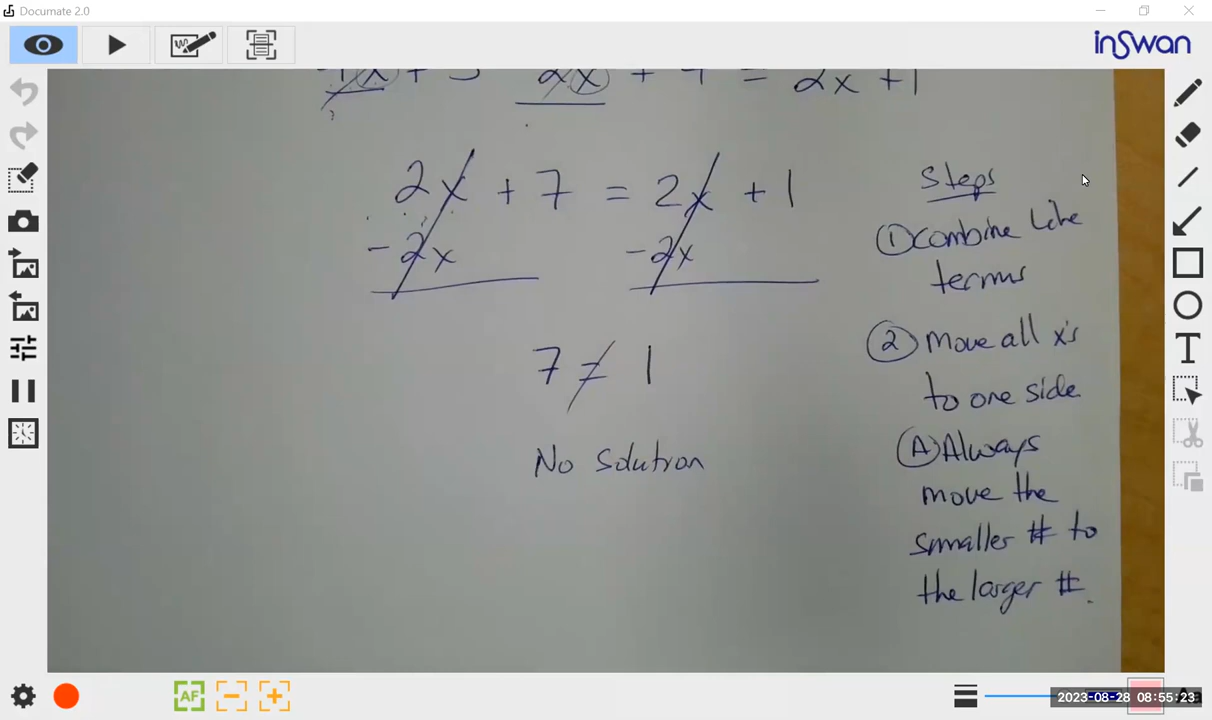 Documate 2.0
inSwan
2x + 1
2x + 7 = 2x + 1
- 2x - 2x
7 ≠ 1
No solution
Steps
① Combine like
terms
② Move all x's
to one side
Ⓐ Always
move the
smaller # to
the larger #.
T
AF
2023-08-28 08:55:23